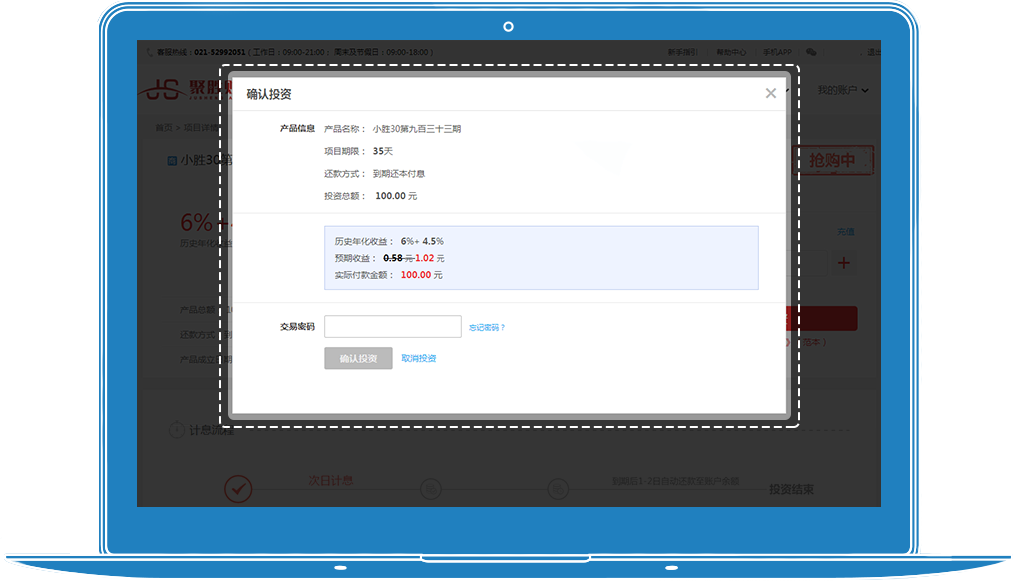 客服热线：021-52992051（工作日：09:00-21:00  周末及节假日：09:00-18:00）
新手指引 帮助中心 手机APP 退出
JS 聚胜财
我的账户
确认投资
首页 > 项目详情
产品信息 产品名称： 小胜30第九百三十三期
项目期限： 35天
小胜30第
抢购中
还款方式： 到期还本付息
投资总额： 100.00 元
6%+4
历史年化收益
充值
历史年化收益： 6%+ 4.5%
预期收益： 0.58 元 1.02 元
实际付款金额： 100.00 元
产品总额
交易密码 忘记密码？
还款方式
确认投资 取消投资
产品成立
计息流程
次日计息
到期后1-2日自动还款至账户余额
投资结束